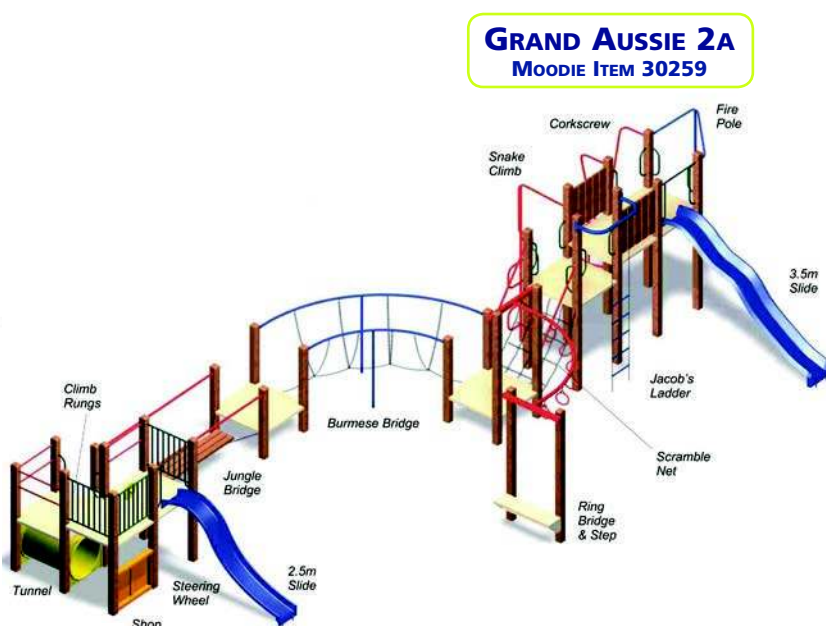 GRAND AUSSIE 2A
MOODIE ITEM 30259
Fire
Pole
Corkscrew
Snake
Climb
3.5m
Slide
Jacob's
Ladder
Climb
Rungs
Burmese Bridge
Scramble
Net
Jungle
Bridge
Ring
Bridge
& Step
2.5m
Slide
Tunnel
Steering
Wheel
Shop